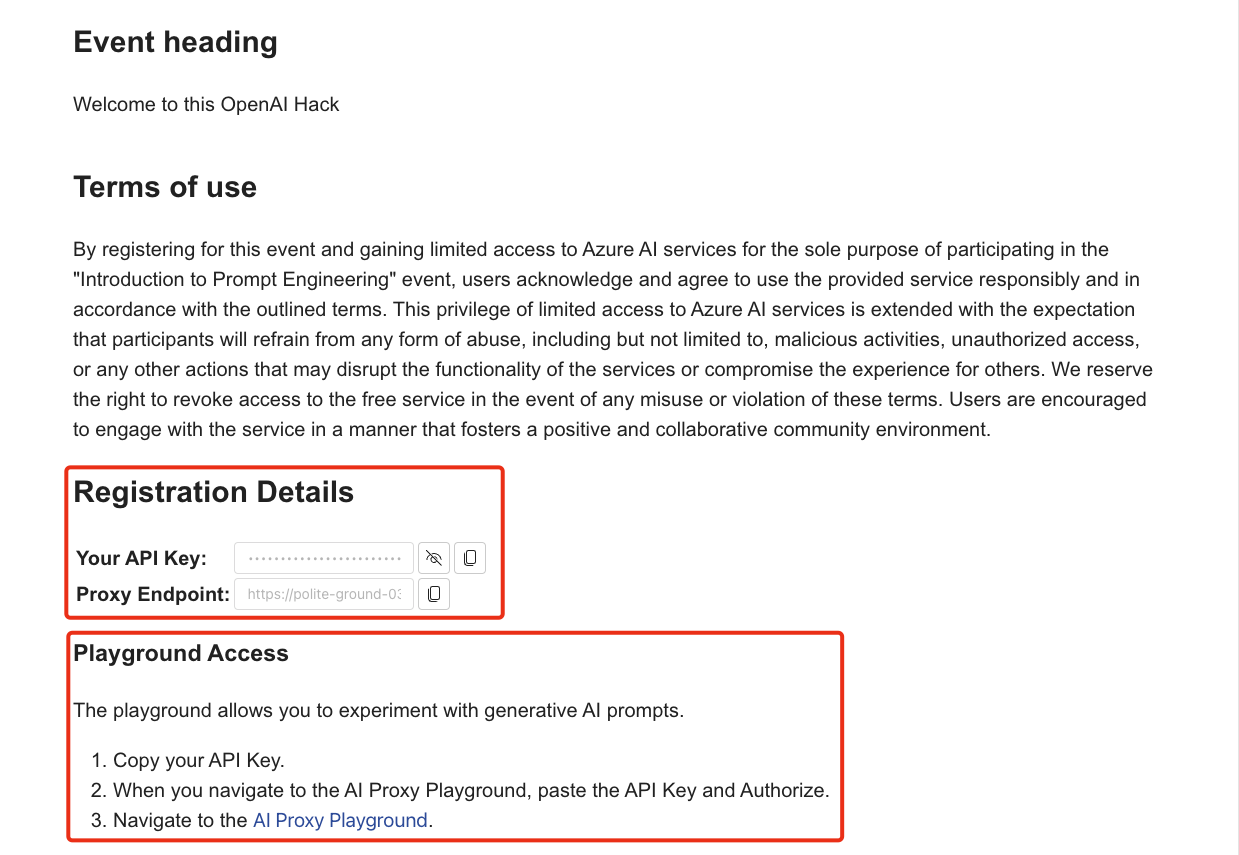 Event heading
Welcome to this OpenAI Hack
Terms of use
By registering for this event and gaining limited access to Azure AI services for the sole purpose of participating in the
"Introduction to Prompt Engineering" event, users acknowledge and agree to use the provided service responsibly and in
accordance with the outlined terms. This privilege of limited access to Azure AI services is extended with the expectation
that participants will refrain from any form of abuse, including but not limited to, malicious activities, unauthorized access,
or any other actions that may disrupt the functionality of the services or compromise the experience for others. We reserve
the right to revoke access to the free service in the event of any misuse or violation of these terms. Users are encouraged
to engage with the service in a manner that fosters a positive and collaborative community environment.
Registration Details
Your API Key:
Proxy Endpoint: https://polite-ground-03
Playground Access
The playground allows you to experiment with generative AI prompts.
1. Copy your API Key.
2. When you navigate to the AI Proxy Playground, paste the API Key and Authorize.
3. Navigate to the AI Proxy Playground.